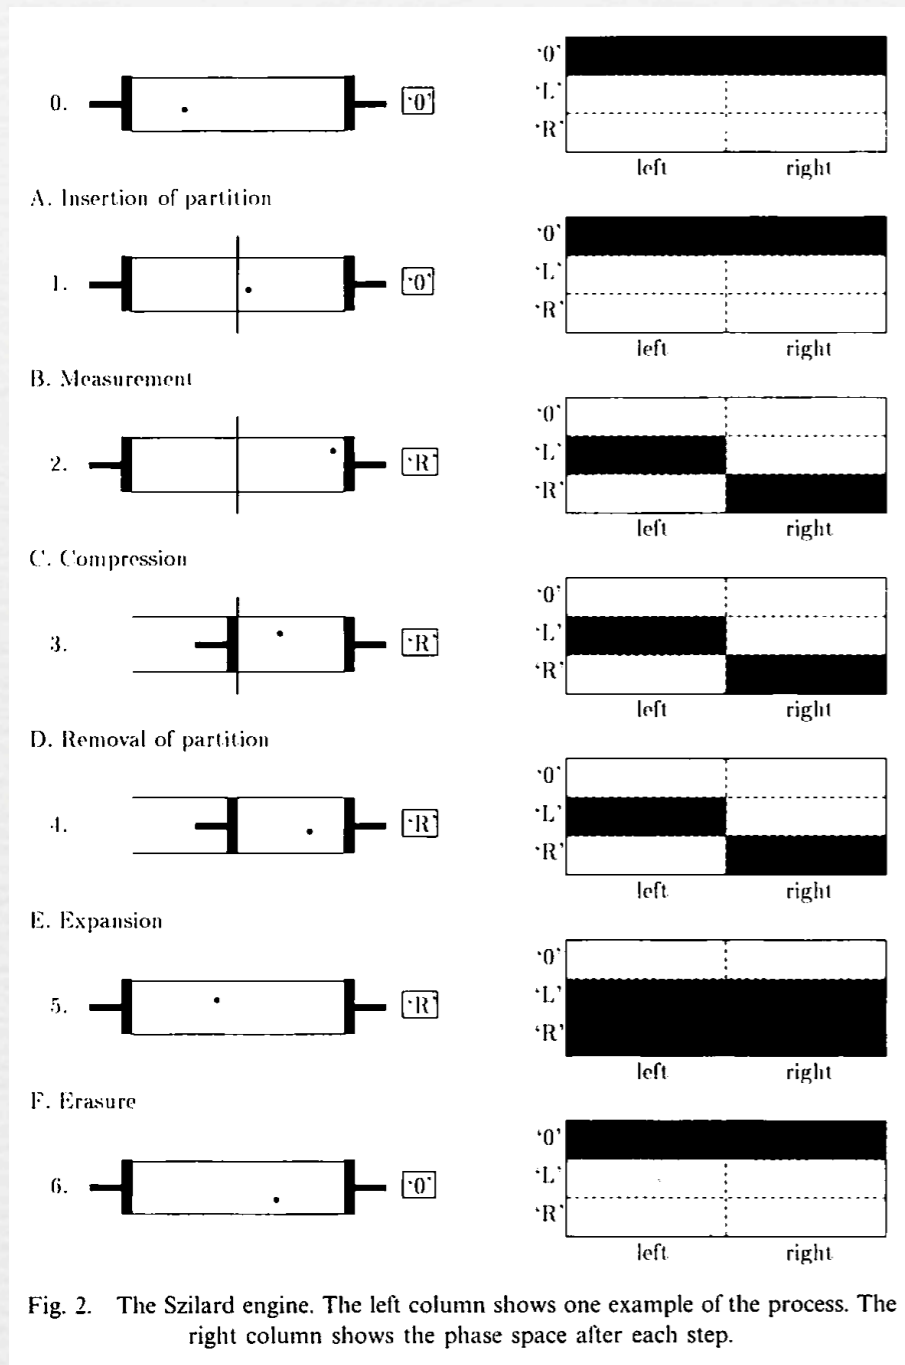 '0'
'L'
0. '0'
'R'
left right
A. Insertion of partition
'0'
'L'
1. '0'
'R'
left right
B. Measurement
'0'
'L'
2. 'R'
'R'
left right
C. Compression
'0'
'L'
3. 'R'
'R'
left right
D. Removal of partition
'0'
'L'
4. 'R'
'R'
left right
E. Expansion
'0'
'L'
5. 'R'
'R'
left right
F. Erasure
'0'
'L'
6. '0'
'R'
left right
Fig. 2. The Szilard engine. The left column shows one example of the process. The
right column shows the phase space after each step.